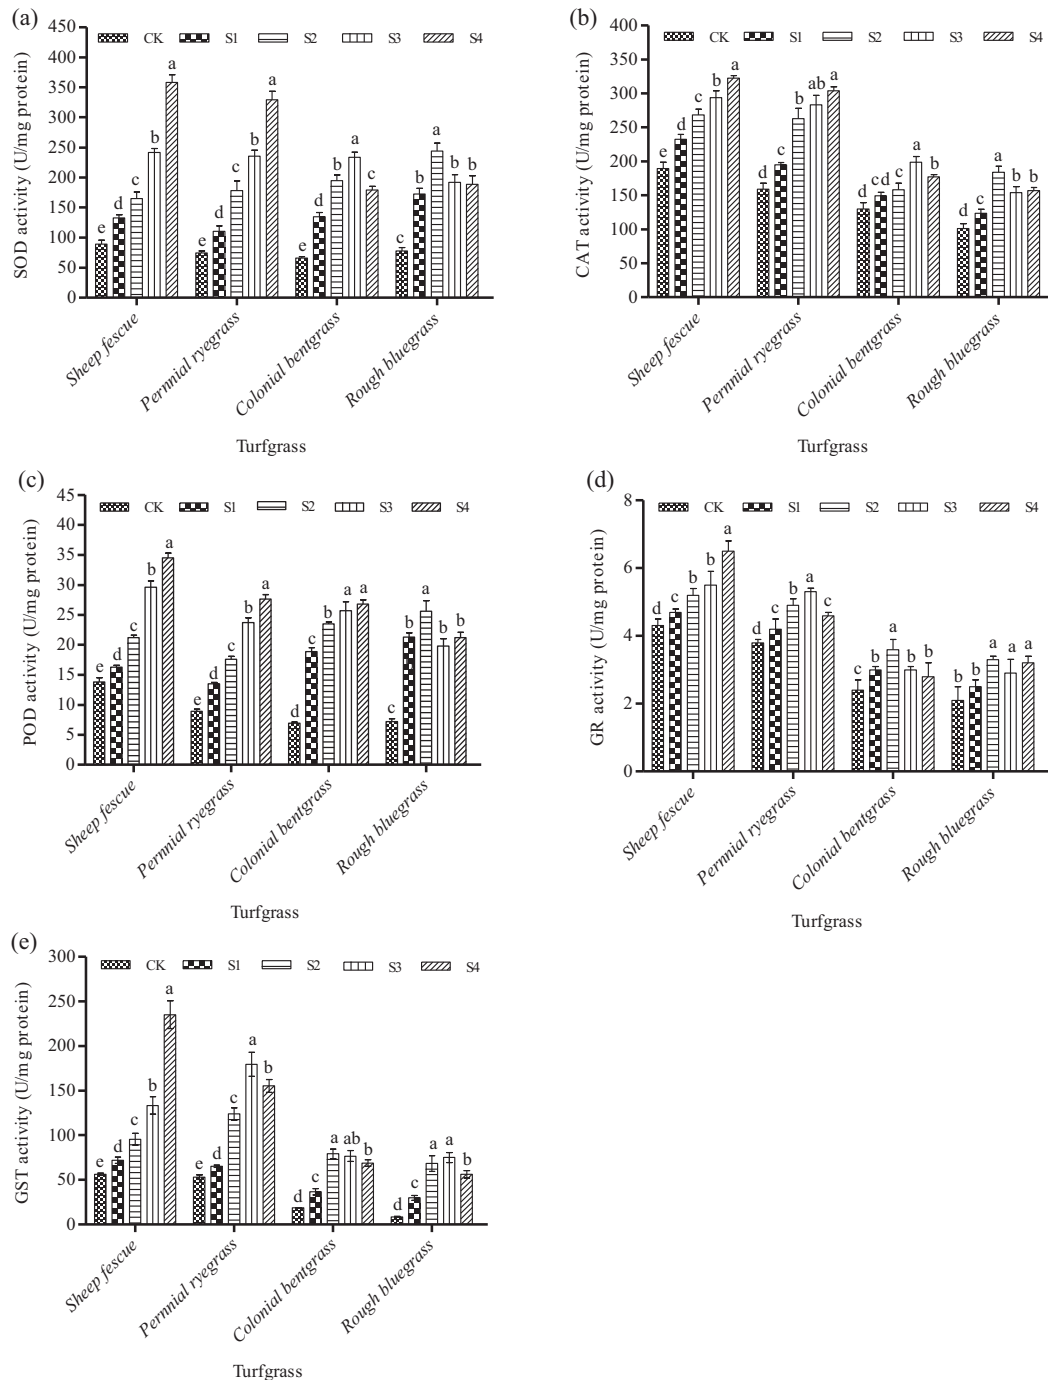 (a)
SOD activity (U/mg protein)
450
400
350
300
250
200
150
100
50
0
CK S1 S2 S3 S4
e d c b a
e d c b a
e d b a c
c b a b b
Sheep fescue
Pernnial ryegrass
Colonial bentgrass
Rough bluegrass
Turfgrass
(b)
CAT activity (U/mg protein)
400
350
300
250
200
150
100
50
0
CK S1 S2 S3 S4
e d c b a
d c b ab a
d cd c a b
d c a b b
Sheep fescue
Pernnial ryegrass
Colonial bentgrass
Rough bluegrass
Turfgrass
(c)
POD activity (U/mg protein)
45
40
35
30
25
20
15
10
5
0
CK S1 S2 S3 S4
e d c b a
e d c b a
d c b a a
c b a b b
Sheep fescue
Pernnial ryegrass
Colonial bentgrass
Rough bluegrass
Turfgrass
(d)
GR activity (U/mg protein)
8
6
4
2
0
CK S1 S2 S3 S4
d c b b a
d c b a c
c b a b b
b b a a a
Sheep fescue
Pernnial ryegrass
Colonial bentgrass
Rough bluegrass
Turfgrass
(e)
GST activity (U/mg protein)
300
250
200
150
100
50
0
CK S1 S2 S3 S4
e d c b a
e d c a b
d c a ab b
d c a a b
Sheep fescue
Pernnial ryegrass
Colonial bentgrass
Rough bluegrass
Turfgrass